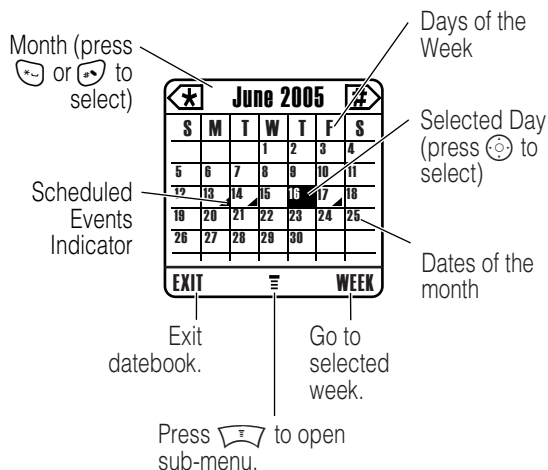 Month (press
or to
select)
Days of the
Week
* June 2005 #
S M T W T F S
1 2 3 4
5 6 7 8 9 10 11
12 13 14 15 16 17 18
19 20 21 22 23 24 25
26 27 28 29 30
EXIT WEEK
Selected Day
(press to
select)
Scheduled
Events
Indicator
Dates of the
month
Exit
datebook.
Go to
selected
week.
Press to open
sub-menu.